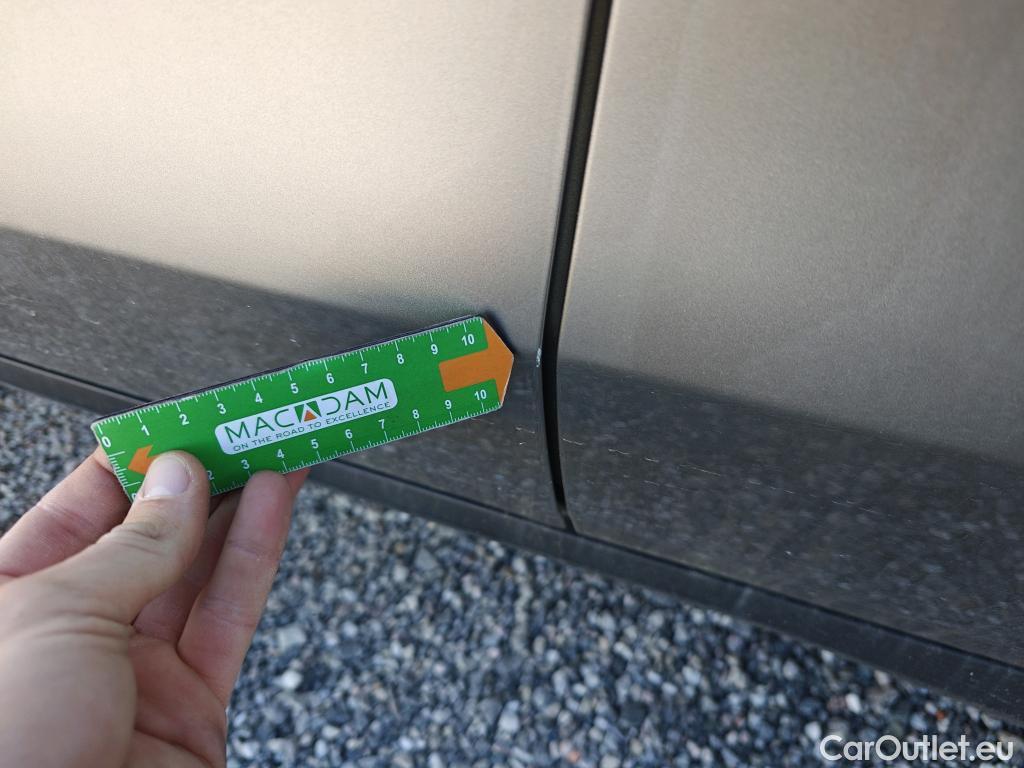 0 1 2 3 4 5 6 7 8 9 10
MACADAM
ON THE ROAD TO EXCELLENCE
2 3 4 5 6 7 8 9 10
CarOutlet.eu